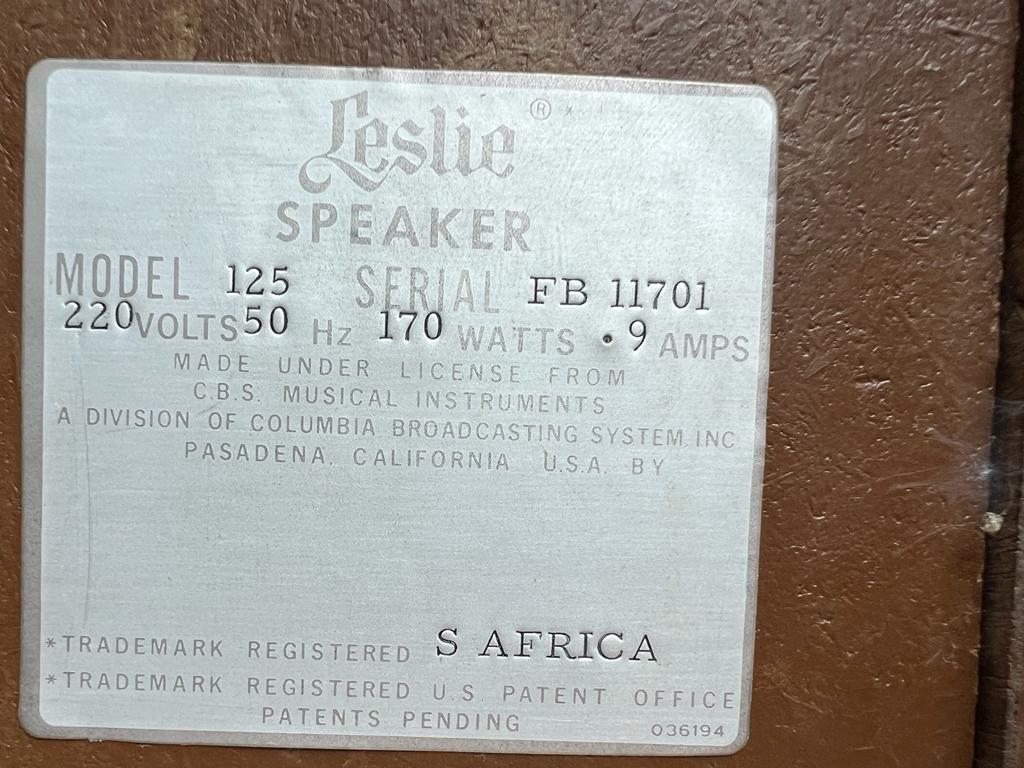 Leslie ® *
SPEAKER
MODEL 125 SERIAL FB 11701
220 VOLTS 50 Hz 170 WATTS .9 AMPS
MADE UNDER LICENSE FROM
C.B.S. MUSICAL INSTRUMENTS
A DIVISION OF COLUMBIA BROADCASTING SYSTEM INC
PASADENA, CALIFORNIA U.S.A. BY
*TRADEMARK REGISTERED S AFRICA
*TRADEMARK REGISTERED U.S PATENT OFFICE
PATENTS PENDING 036194